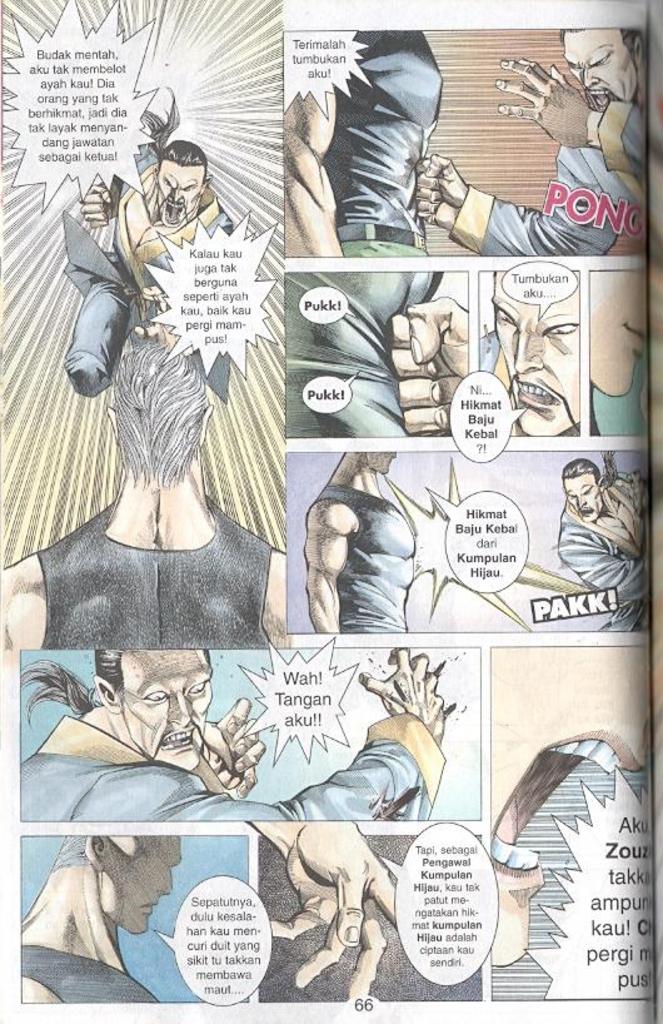 Budak mentah,
aku tak membelot
ayah kau! Dia
orang yang tak
berhikmat, jadi dia
tak layak menyan-
dang jawatan
sebagai ketua!
Kalau kau
juga tak
berguna
seperti ayah
kau, baik kau
pergi mam-
pus!
Terimalah
tumbukan
aku!
PONG
Pukk!
Pukk!
Tumbukan
aku....
Ni...
Hikmat
Baju
Kebal
?!
Hikmat
Baju Kebal
dari
Kumpulan
Hijau.
PAKK!
Wah!
Tangan
aku!!
Sepatutnya,
dulu kesala-
han kau men-
curi duit yang
sikit tu takkan
membawa
maut....
Tapi, sebagai
Pengawal
Kumpulan
Hijau, kau tak
patut me-
ngatakan hik-
mat kumpulan
Hijau adalah
ciptaan kau
sendiri.
Aku
Zouz
takka
ampun
kau!
pergi m
pus
66